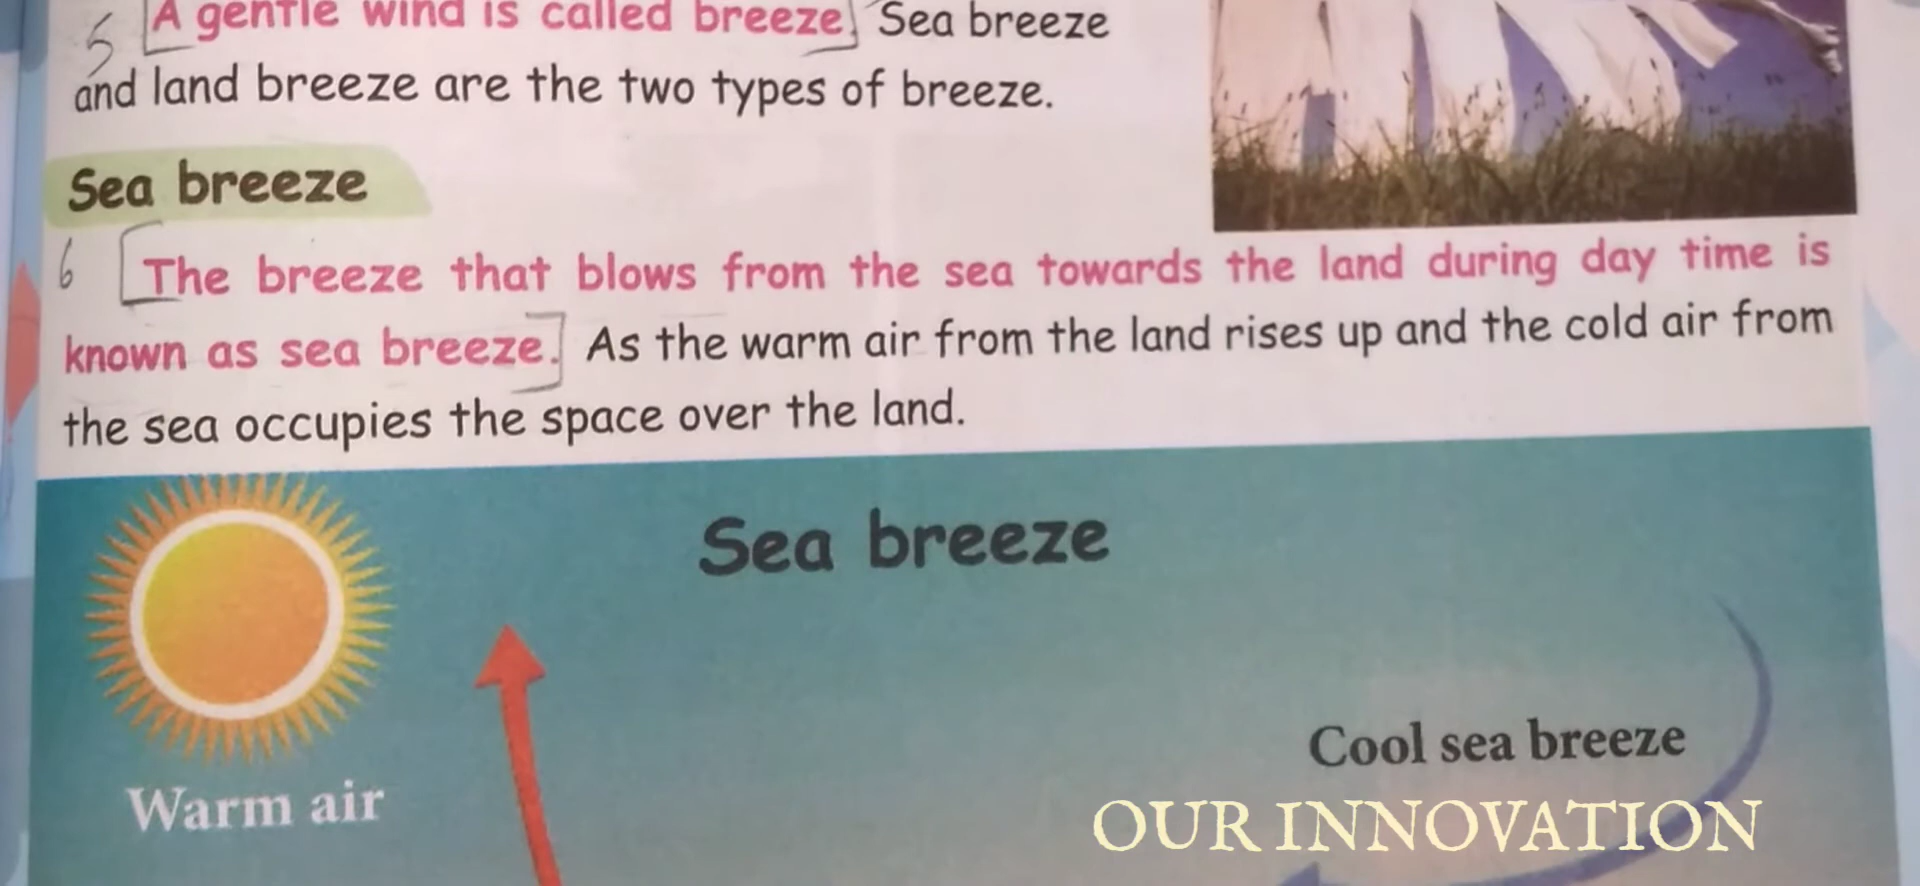 5 A gentle wind is called breeze. Sea breeze
and land breeze are the two types of breeze.
Sea breeze
6 The breeze that blows from the sea towards the land during day time is
known as sea breeze. As the warm air from the land rises up and the cold air from
the sea occupies the space over the land.
Sea breeze
Cool sea breeze
Warm air
OUR INNOVATION